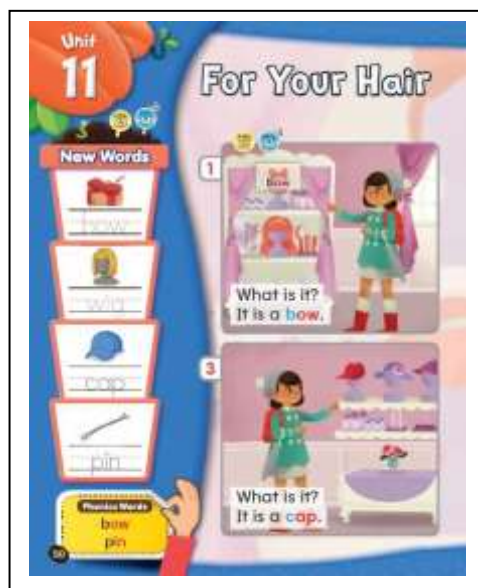 Unit
11
For Your Hair
New Words
bow
wig
cap
pin
Phonics Words
bow
pin
50
1
bow
What is it?
It is a bow.
3
What is it?
It is a cap.